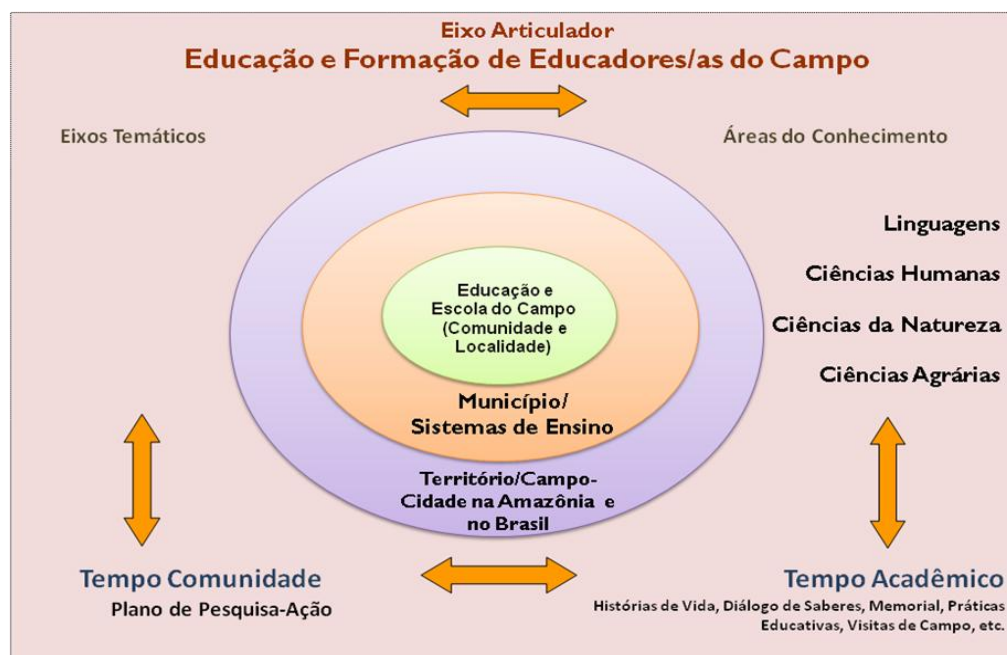 Eixo Articulador
Educação e Formação de Educadores/as do Campo
Eixos Temáticos
Áreas do Conhecimento
Linguagens
Ciências Humanas
Ciências da Natureza
Ciências Agrárias
Educação e
Escola do Campo
(Comunidade e
Localidade)
Município/
Sistemas de Ensino
Território/Campo-
Cidade na Amazônia e
no Brasil
Tempo Comunidade
Plano de Pesquisa-Ação
Tempo Acadêmico
Histórias de Vida, Diálogo de Saberes, Memorial, Práticas
Educativas, Visitas de Campo, etc.